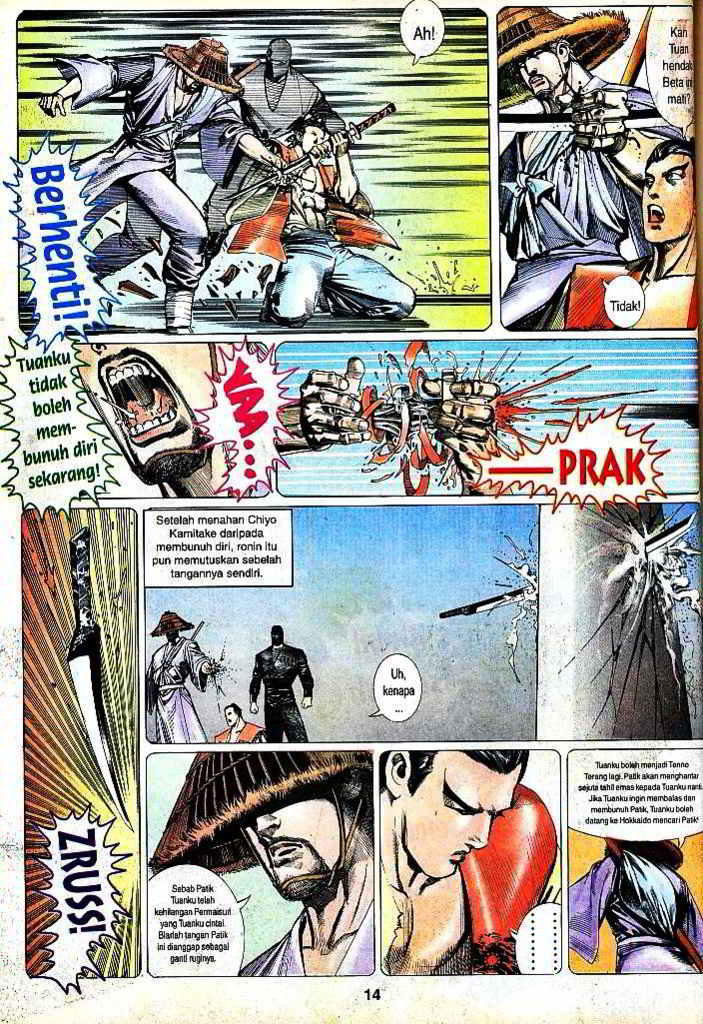 Ah!
Kan
Tuan
hendak
Beta in
mati?
Berhenti!
Tidak!
Tuanku
tidak
boleh
mem-
bunuh diri
sekarang!
PRAK
Setelah menahan Chiyo
Kamitake daripada
membunuh diri, ronin itu
pun memutuskan sebelah
tangannya sendiri.
Uh,
kenapa
...
ZRUSS!
Sebab Patik
Tuanku telah
kehilangan Permaisuri
yang Tuanku cintai.
Biarlah tangan Patik
ini dianggap sebagai
ganti ruginya.
Tuanku boleh menjadi Tenno
Terang lagi. Patik akan menghantar
sejuta tahil emas kepada Tuanku nanti.
Jika Tuanku ingin membalas dan
membunuh Patik, Tuanku boleh
datang ke Hokkaido mencari Patik!
14